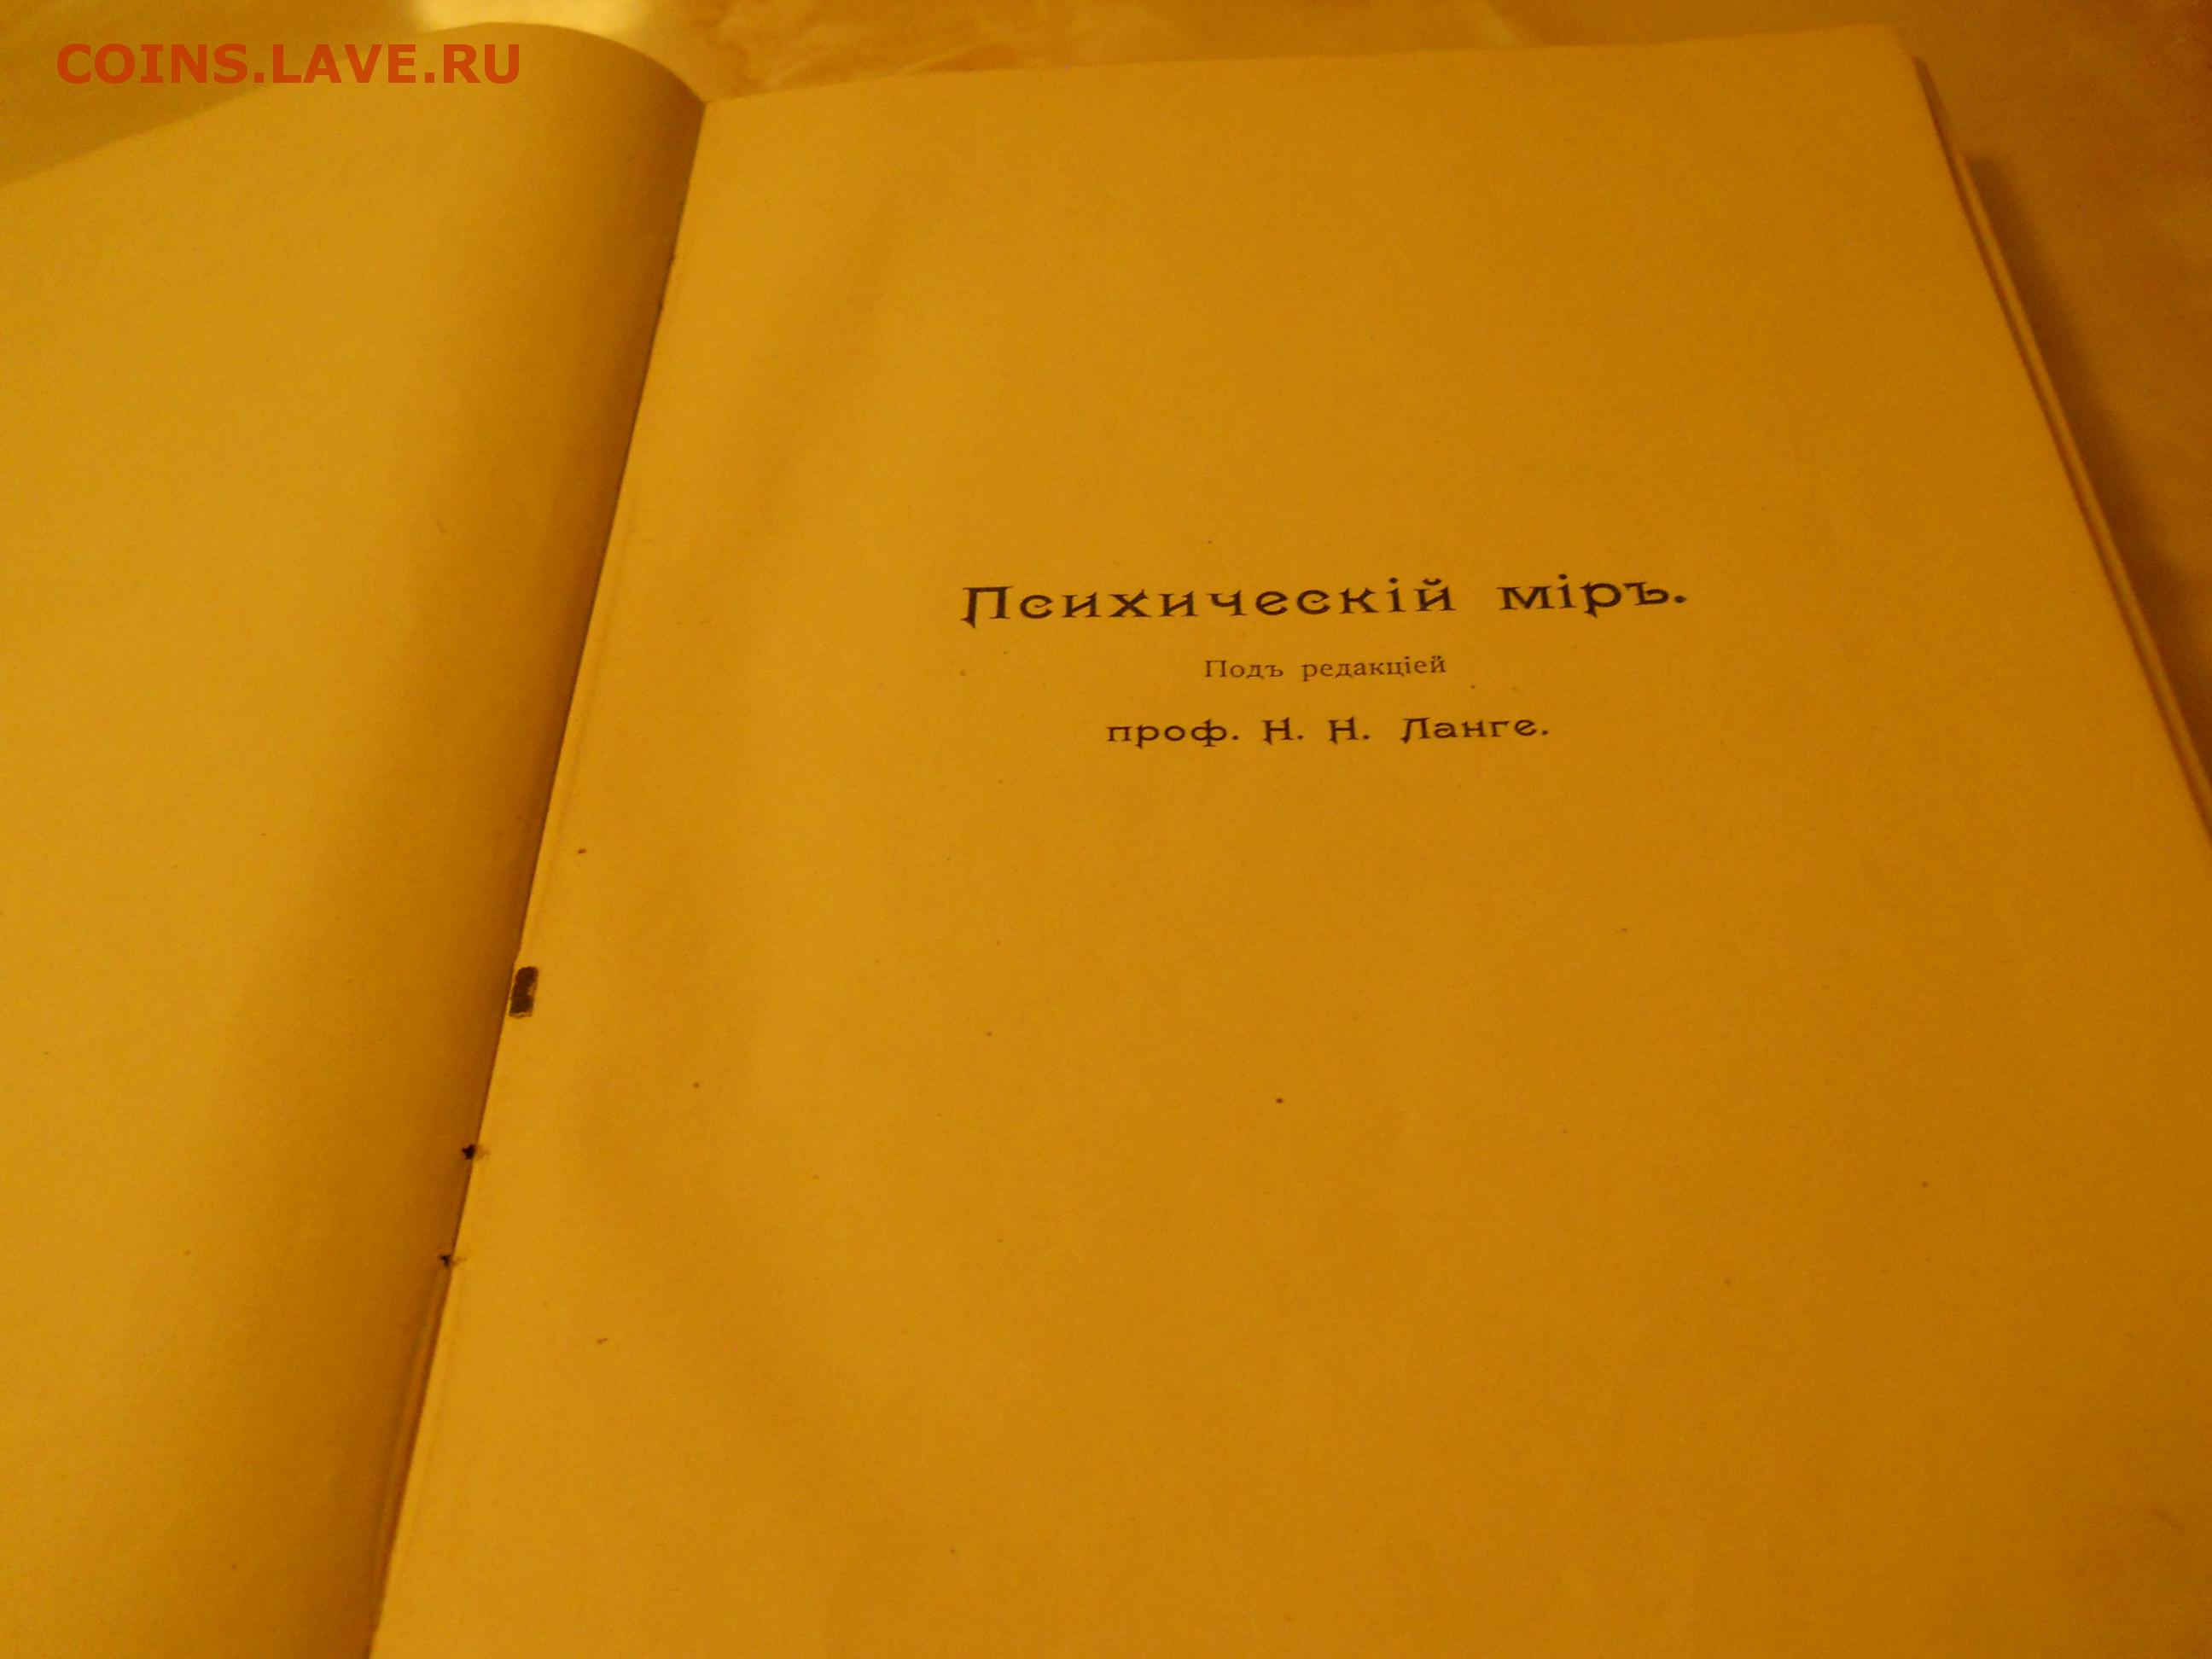 COINS.LAVE.RU
Психическій міръ.
Подъ редакціей
проф. Н. Н. Ланге.